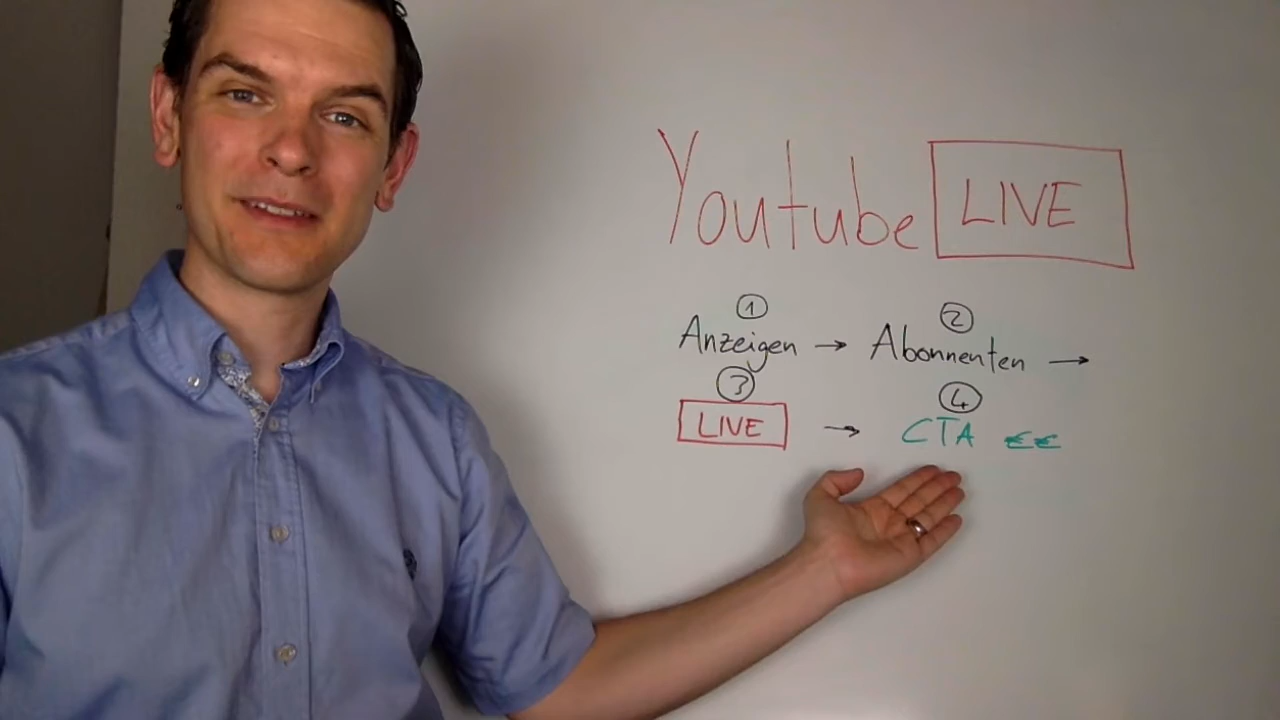 Youtube LIVE
① ②
Anzeigen → Abonnenten →
③ ④
LIVE → CTA €€